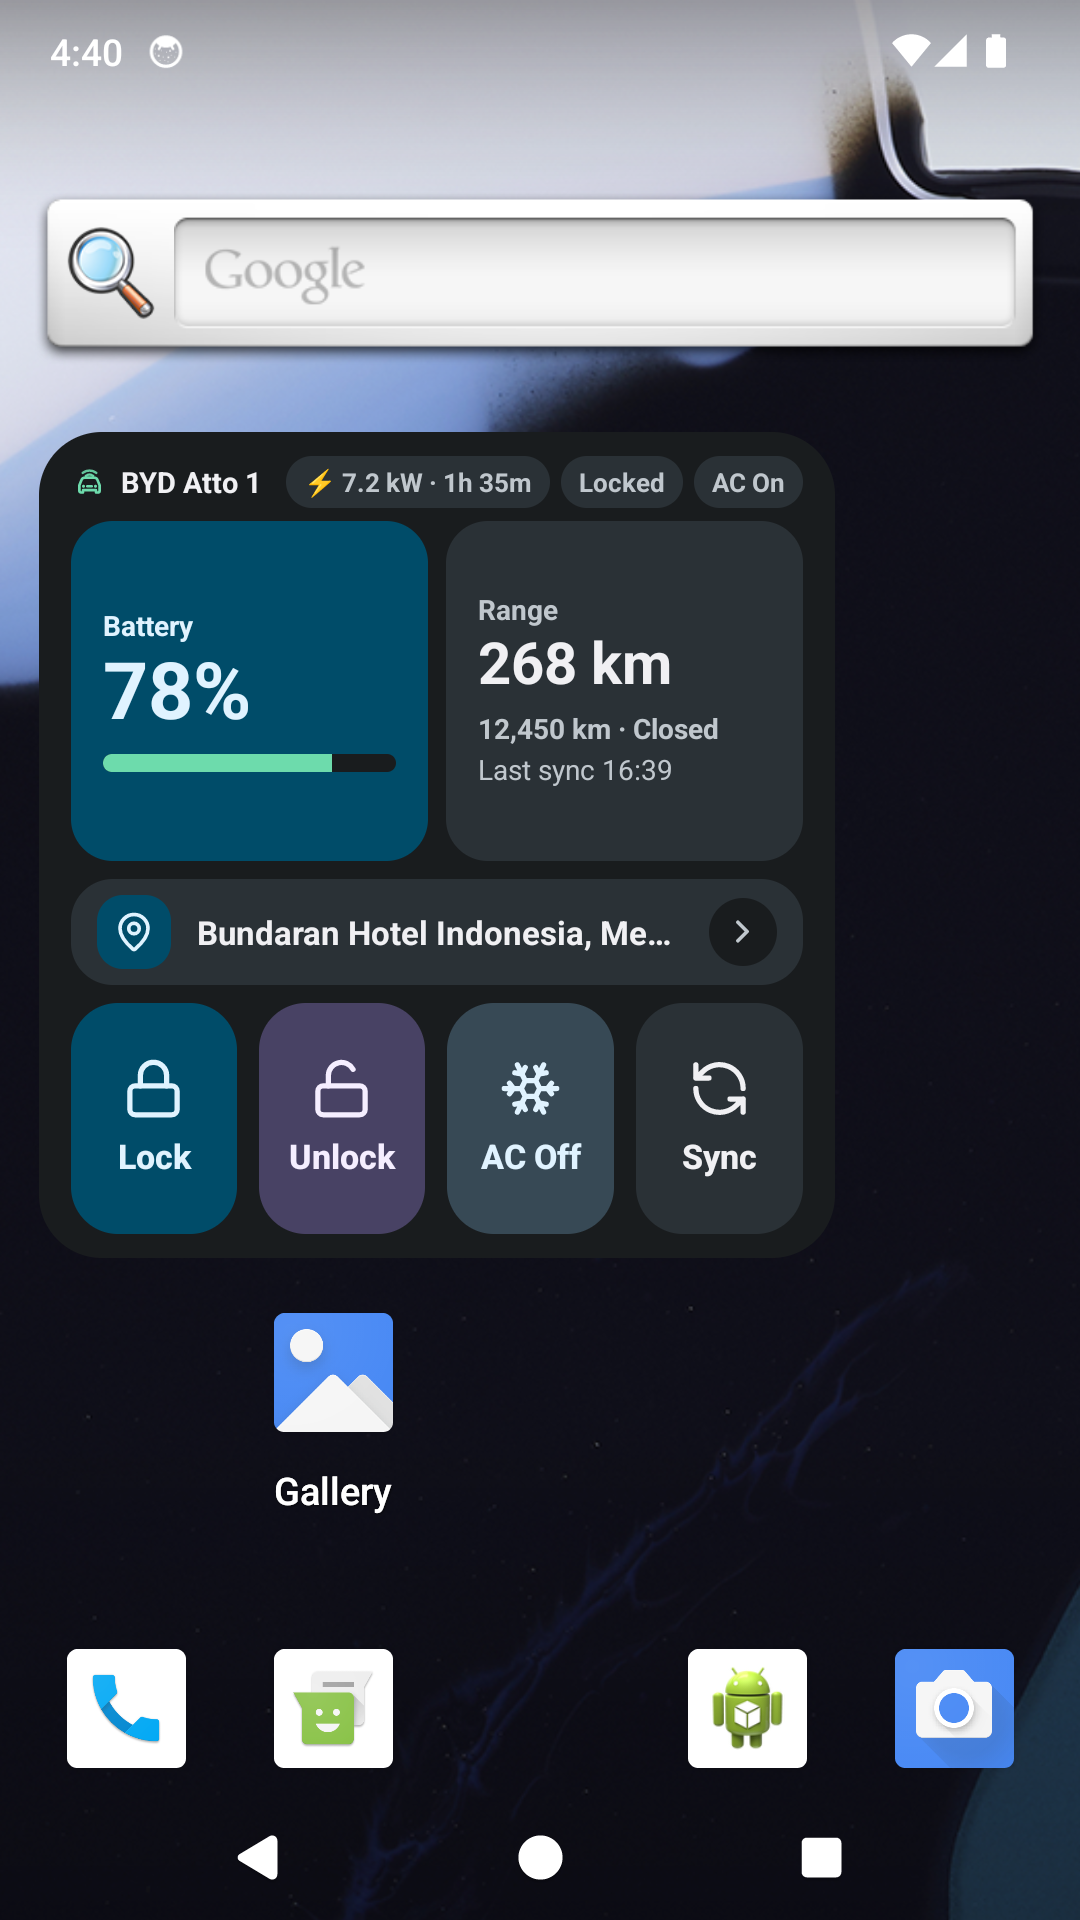 4:40
Google
BYD Atto 1
⚡ 7.2 kW · 1h 35m
Locked
AC On
Battery
78%
Range
268 km
12,450 km · Closed
Last sync 16:39
Bundaran Hotel Indonesia, Me...
Lock
Unlock
AC Off
Sync
Gallery